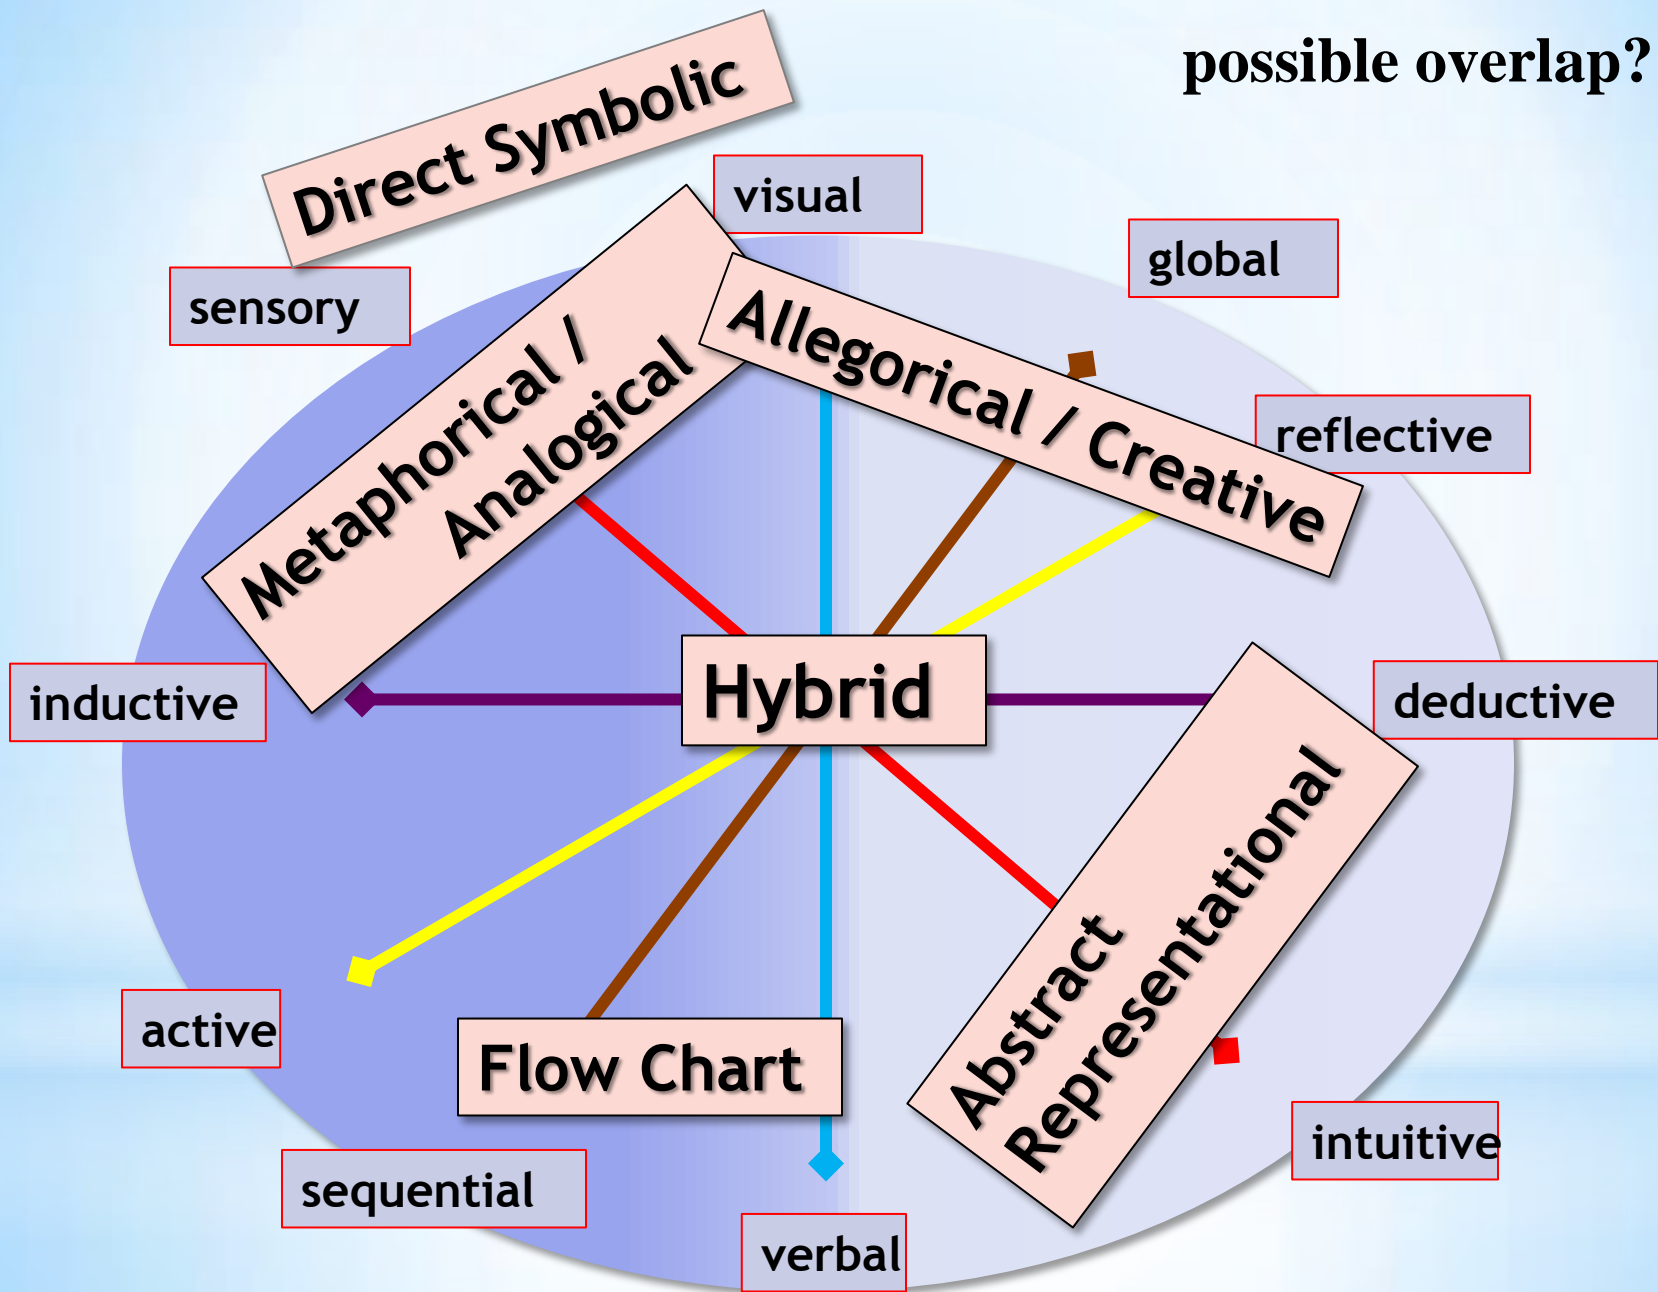 possible overlap?
Direct Symbolic
visual
global
sensory
Metaphorical /
Analogical
Allegorical / Creative
reflective
inductive
Hybrid
deductive
Abstract
Representational
active
Flow Chart
intuitive
sequential
verbal